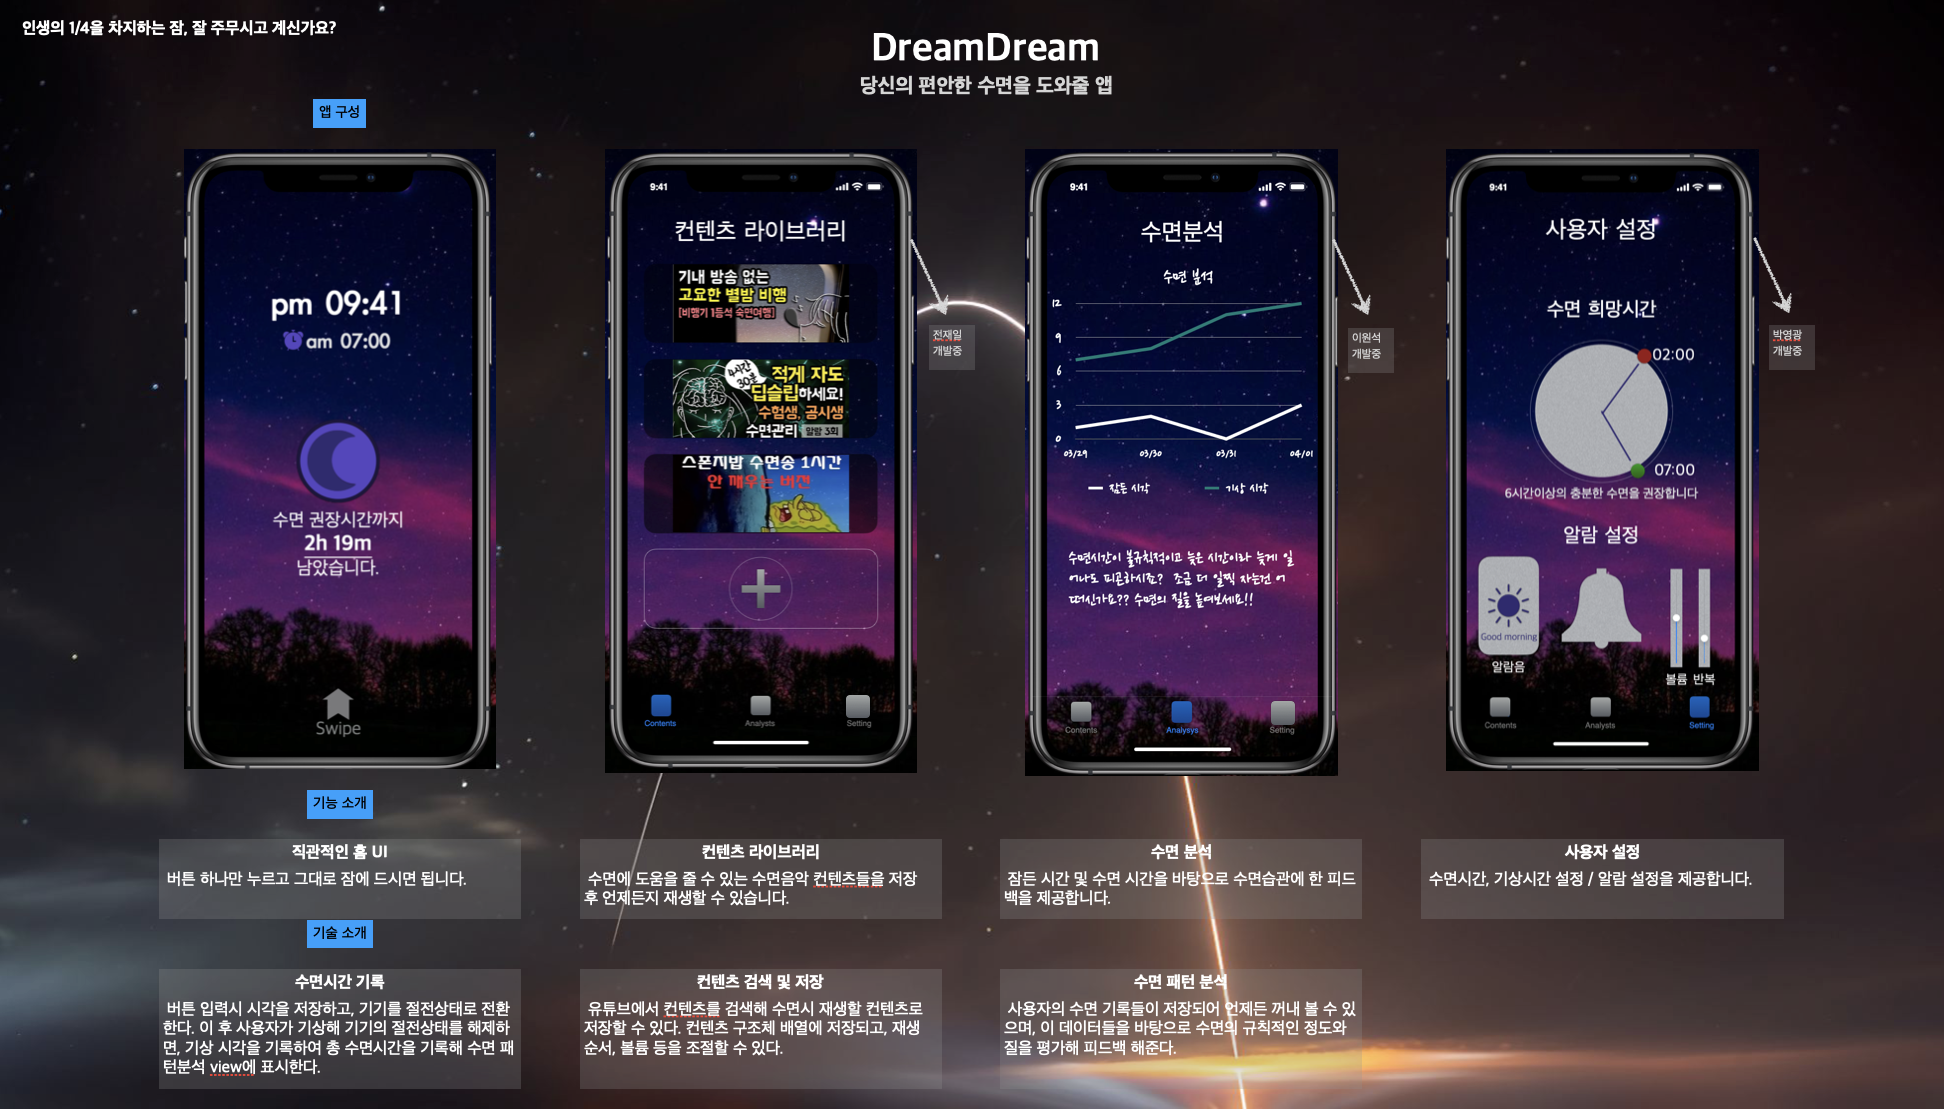 인생의 1/4을 차지하는 잠, 잘 주무시고 계신가요?
DreamDream
당신의 편안한 수면을 도와줄 앱
앱 구성
pm 09:41
am 07:00
수면 권장시간까지
2h 19m
남았습니다.
Swipe
9:41
컨텐츠 라이브러리
기내 방송 없는
고요한 별밤 비행
[비행기 1등석 숙면여행]
4시간
30분
적게 자도
딥슬립하세요!
수험생, 공시생
수면관리 알람 3회
스폰지밥 수면송 1시간
안 깨우는 버전
Contents
Analysts
Setting
전재일
개발중
9:41
수면분석
수면 분석
12
9
6
3
0
03/29
03/30
03/31
04/01
잠든 시각
기상 시각
수면시간이 불규칙적이고 늦은 시간이라 늦게 일
어나도 피곤하시죠? 조금 더 일찍 자는건 어
떠신가요?? 수면의 질을 높여보세요!!
Contents
Analysys
Setting
이원석
개발중
9:41
사용자 설정
수면 희망시간
02:00
07:00
6시간이상의 충분한 수면을 권장합니다
알람 설정
Good morning
알람음
볼륨 반복
Contents
Analysts
Setting
박영광
개발중
기능 소개
직관적인 홈 UI
버튼 하나만 누르고 그대로 잠에 드시면 됩니다.
컨텐츠 라이브러리
수면에 도움을 줄 수 있는 수면음악 컨텐츠들을 저장
후 언제든지 재생할 수 있습니다.
수면 분석
잠든 시간 및 수면 시간을 바탕으로 수면습관에 한 피드
백을 제공합니다.
사용자 설정
수면시간, 기상시간 설정 / 알람 설정을 제공합니다.
기술 소개
수면시간 기록
버튼 입력시 시각을 저장하고, 기기를 절전상태로 전환
한다. 이 후 사용자가 기상해 기기의 절전상태를 해제하
면, 기상 시각을 기록하여 총 수면시간을 기록해 수면 패
턴분석 view에 표시한다.
컨텐츠 검색 및 저장
유튜브에서 컨텐츠를 검색해 수면시 재생할 컨텐츠로
저장할 수 있다. 컨텐츠 구조체 배열에 저장되고, 재생
순서, 볼륨 등을 조절할 수 있다.
수면 패턴 분석
사용자의 수면 기록들이 저장되어 언제든 꺼내 볼 수 있
으며, 이 데이터들을 바탕으로 수면의 규칙적인 정도와
질을 평가해 피드백 해준다.